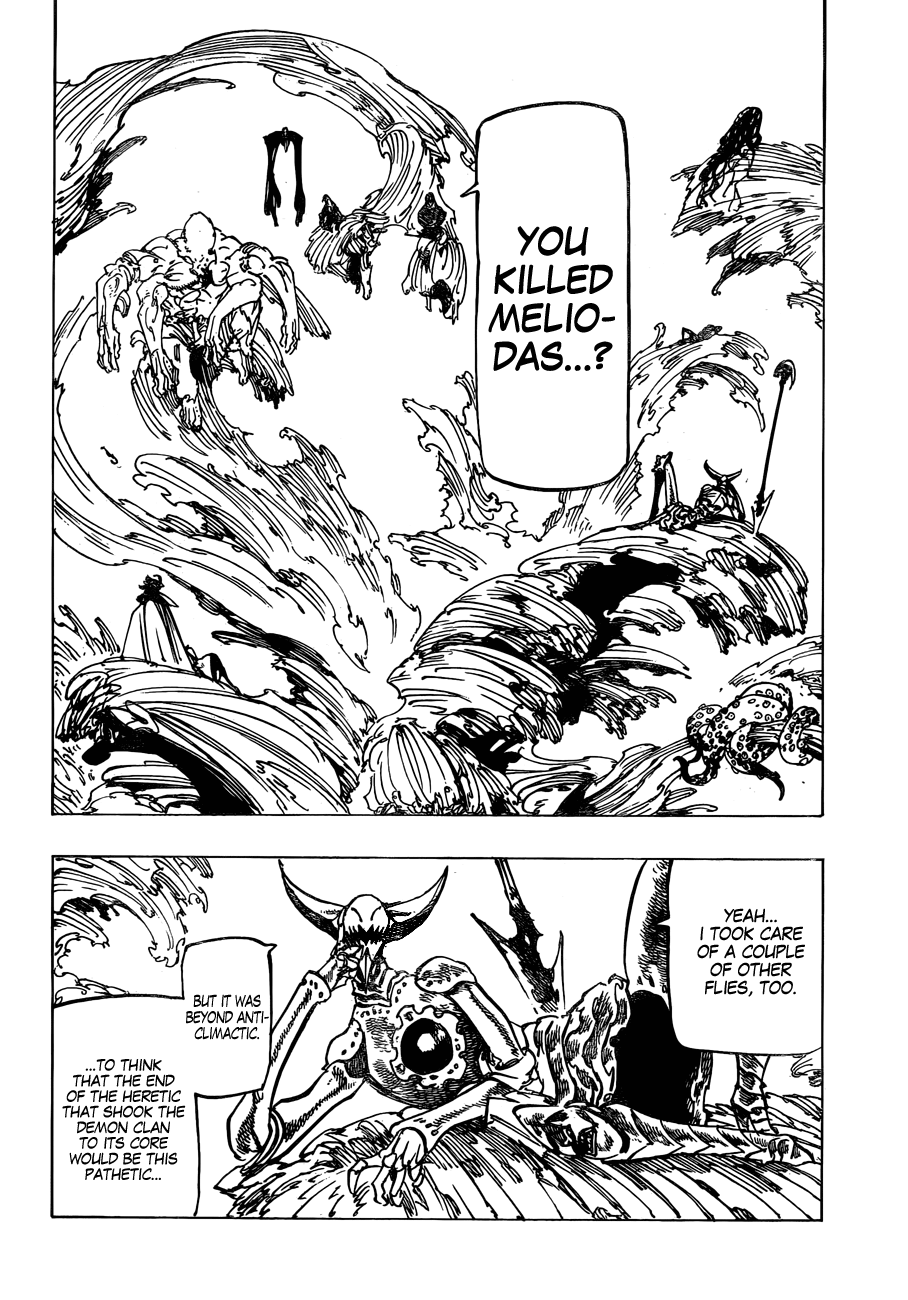 YOU
KILLED
MELIO-
DAS...?
YEAH...
I TOOK CARE
OF A COUPLE
OF OTHER
FLIES, TOO.
BUT IT WAS
BEYOND ANTI-
CLIMACTIC.
...TO THINK
THAT THE END
OF THE HERETIC
THAT SHOOK THE
DEMON CLAN
TO ITS CORE
WOULD BE THIS
PATHETIC...